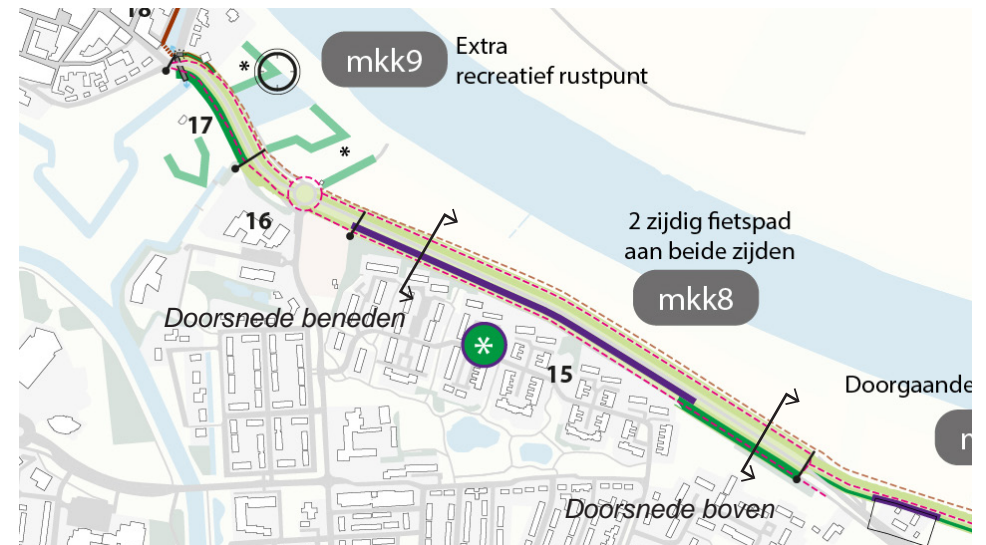 18
mkk9
Extra
recreatief rustpunt
*
17
*
16
2 zijdig fietspad
aan beide zijden
mkk8
Doorsnede beneden
*
15
Doorgaande
Doorsnede boven